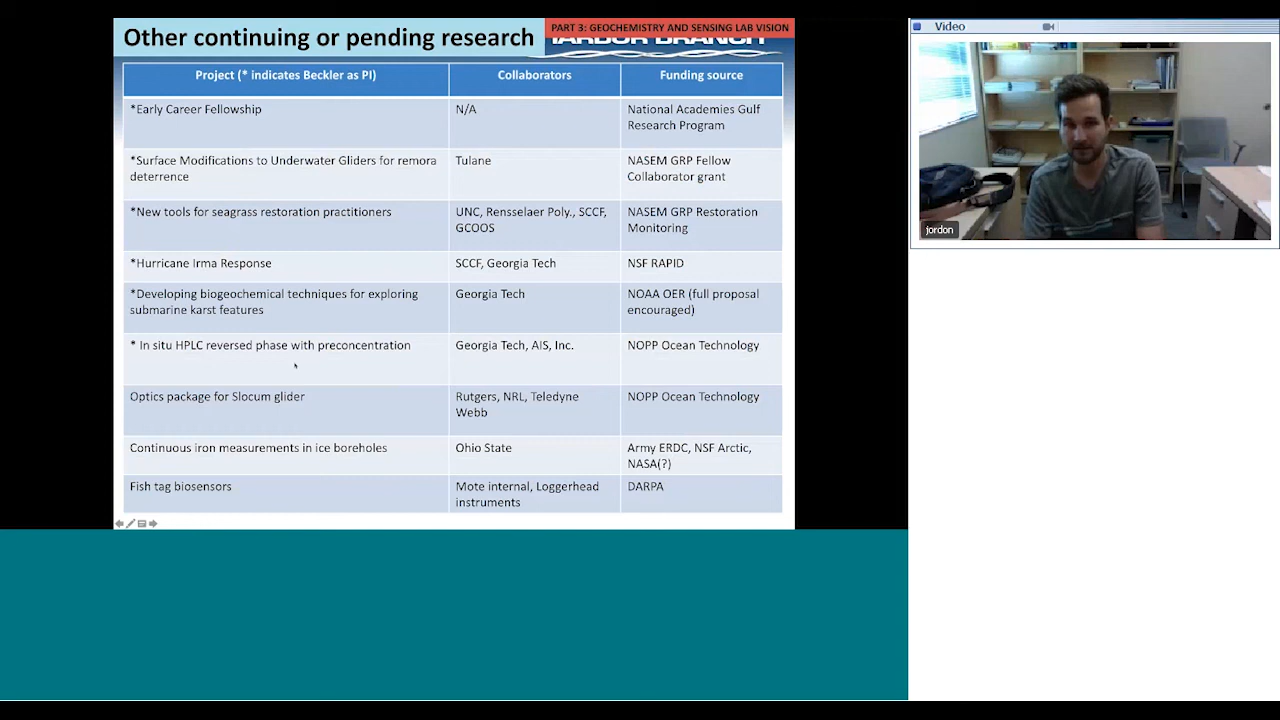 Other continuing or pending research
PART 3: GEOCHEMISTRY AND SENSING LAB VISION
HARBOR BRANCH
Project (* indicates Beckler as PI)
Collaborators
Funding source
*Early Career Fellowship
N/A
National Academies Gulf
Research Program
*Surface Modifications to Underwater Gliders for remora
deterrence
Tulane
NASEM GRP Fellow
Collaborator grant
*New tools for seagrass restoration practitioners
UNC, Rensselaer Poly., SCCF,
GCOOS
NASEM GRP Restoration
Monitoring
*Hurricane Irma Response
SCCF, Georgia Tech
NSF RAPID
*Developing biogeochemical techniques for exploring
submarine karst features
Georgia Tech
NOAA OER (full proposal
encouraged)
* In situ HPLC reversed phase with preconcentration
Georgia Tech, AIS, Inc.
NOPP Ocean Technology
Optics package for Slocum glider
Rutgers, NRL, Teledyne
Webb
NOPP Ocean Technology
Continuous iron measurements in ice boreholes
Ohio State
Army ERDC, NSF Arctic,
NASA(?)
Fish tag biosensors
Mote internal, Loggerhead
instruments
DARPA
Video
jordon